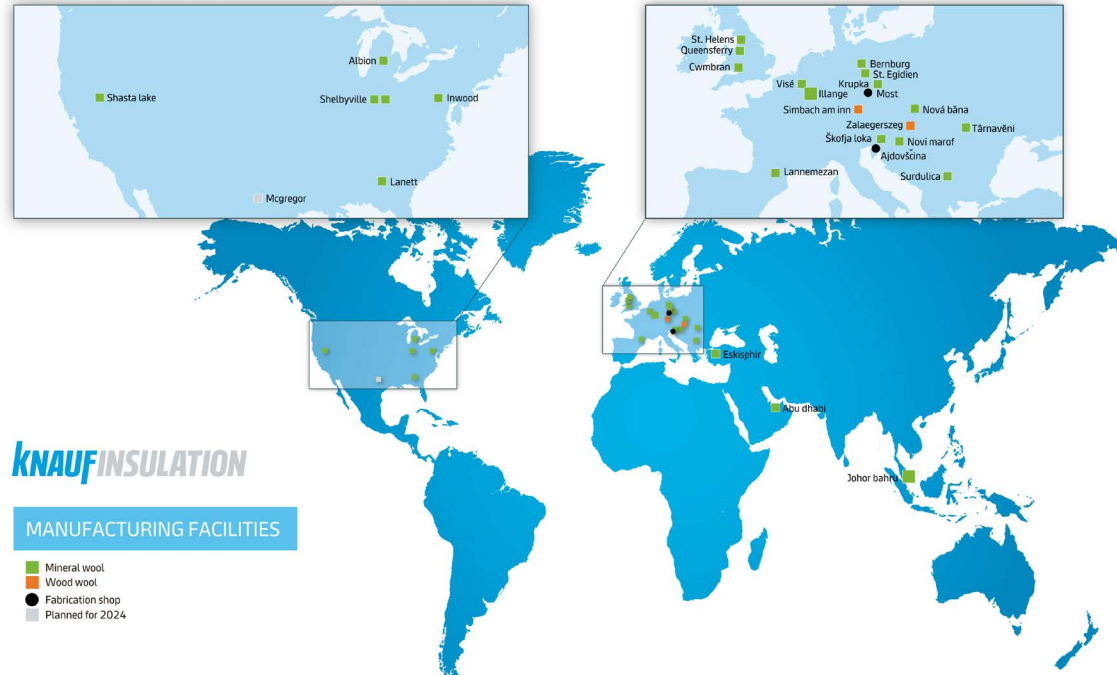 Albion
Shasta lake
Shelbyville
Inwood
Lanett
Mcgregor
St. Helens
Queensferry
Cwmbran
Bernburg
St. Egidien
Visé
Krupka
Illange
Most
Simbach am inn
Nová bǎna
Zalaegerszeg
Târnavěni
Škofja loka
Novi marof
Ajdovščina
Lannemezan
Surdulica
Eskişehir
Abu dhabi
Johor bahru
KNAUFINSULATION
MANUFACTURING FACILITIES
Mineral wool
Wood wool
Fabrication shop
Planned for 2024